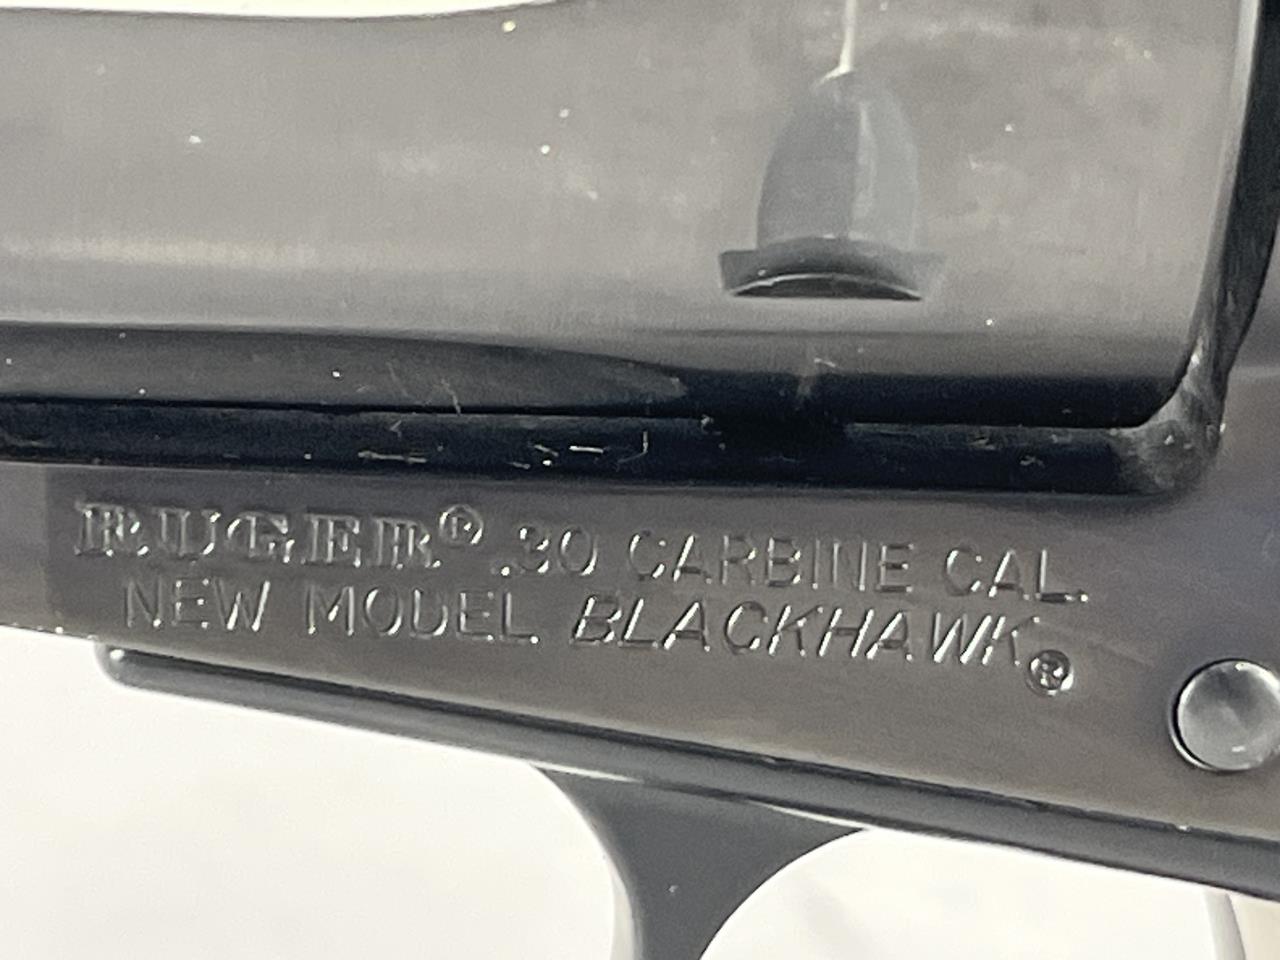 RUGER® .30 CARBINE CAL.
NEW MODEL BLACKHAWK®